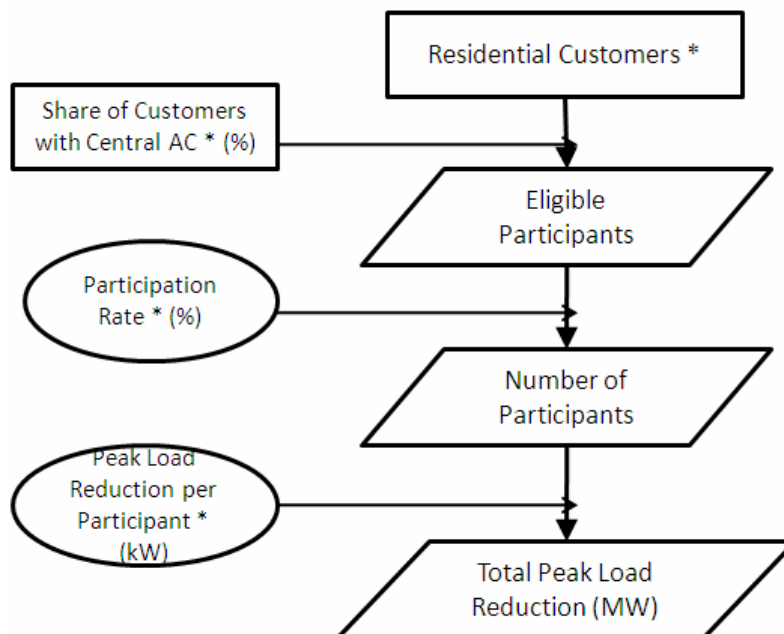 Residential Customers *
Share of Customers
with Central AC * (%)
Eligible
Participants
Participation
Rate * (%)
Number of
Participants
Peak Load
Reduction per
Participant *
(kW)
Total Peak Load
Reduction (MW)